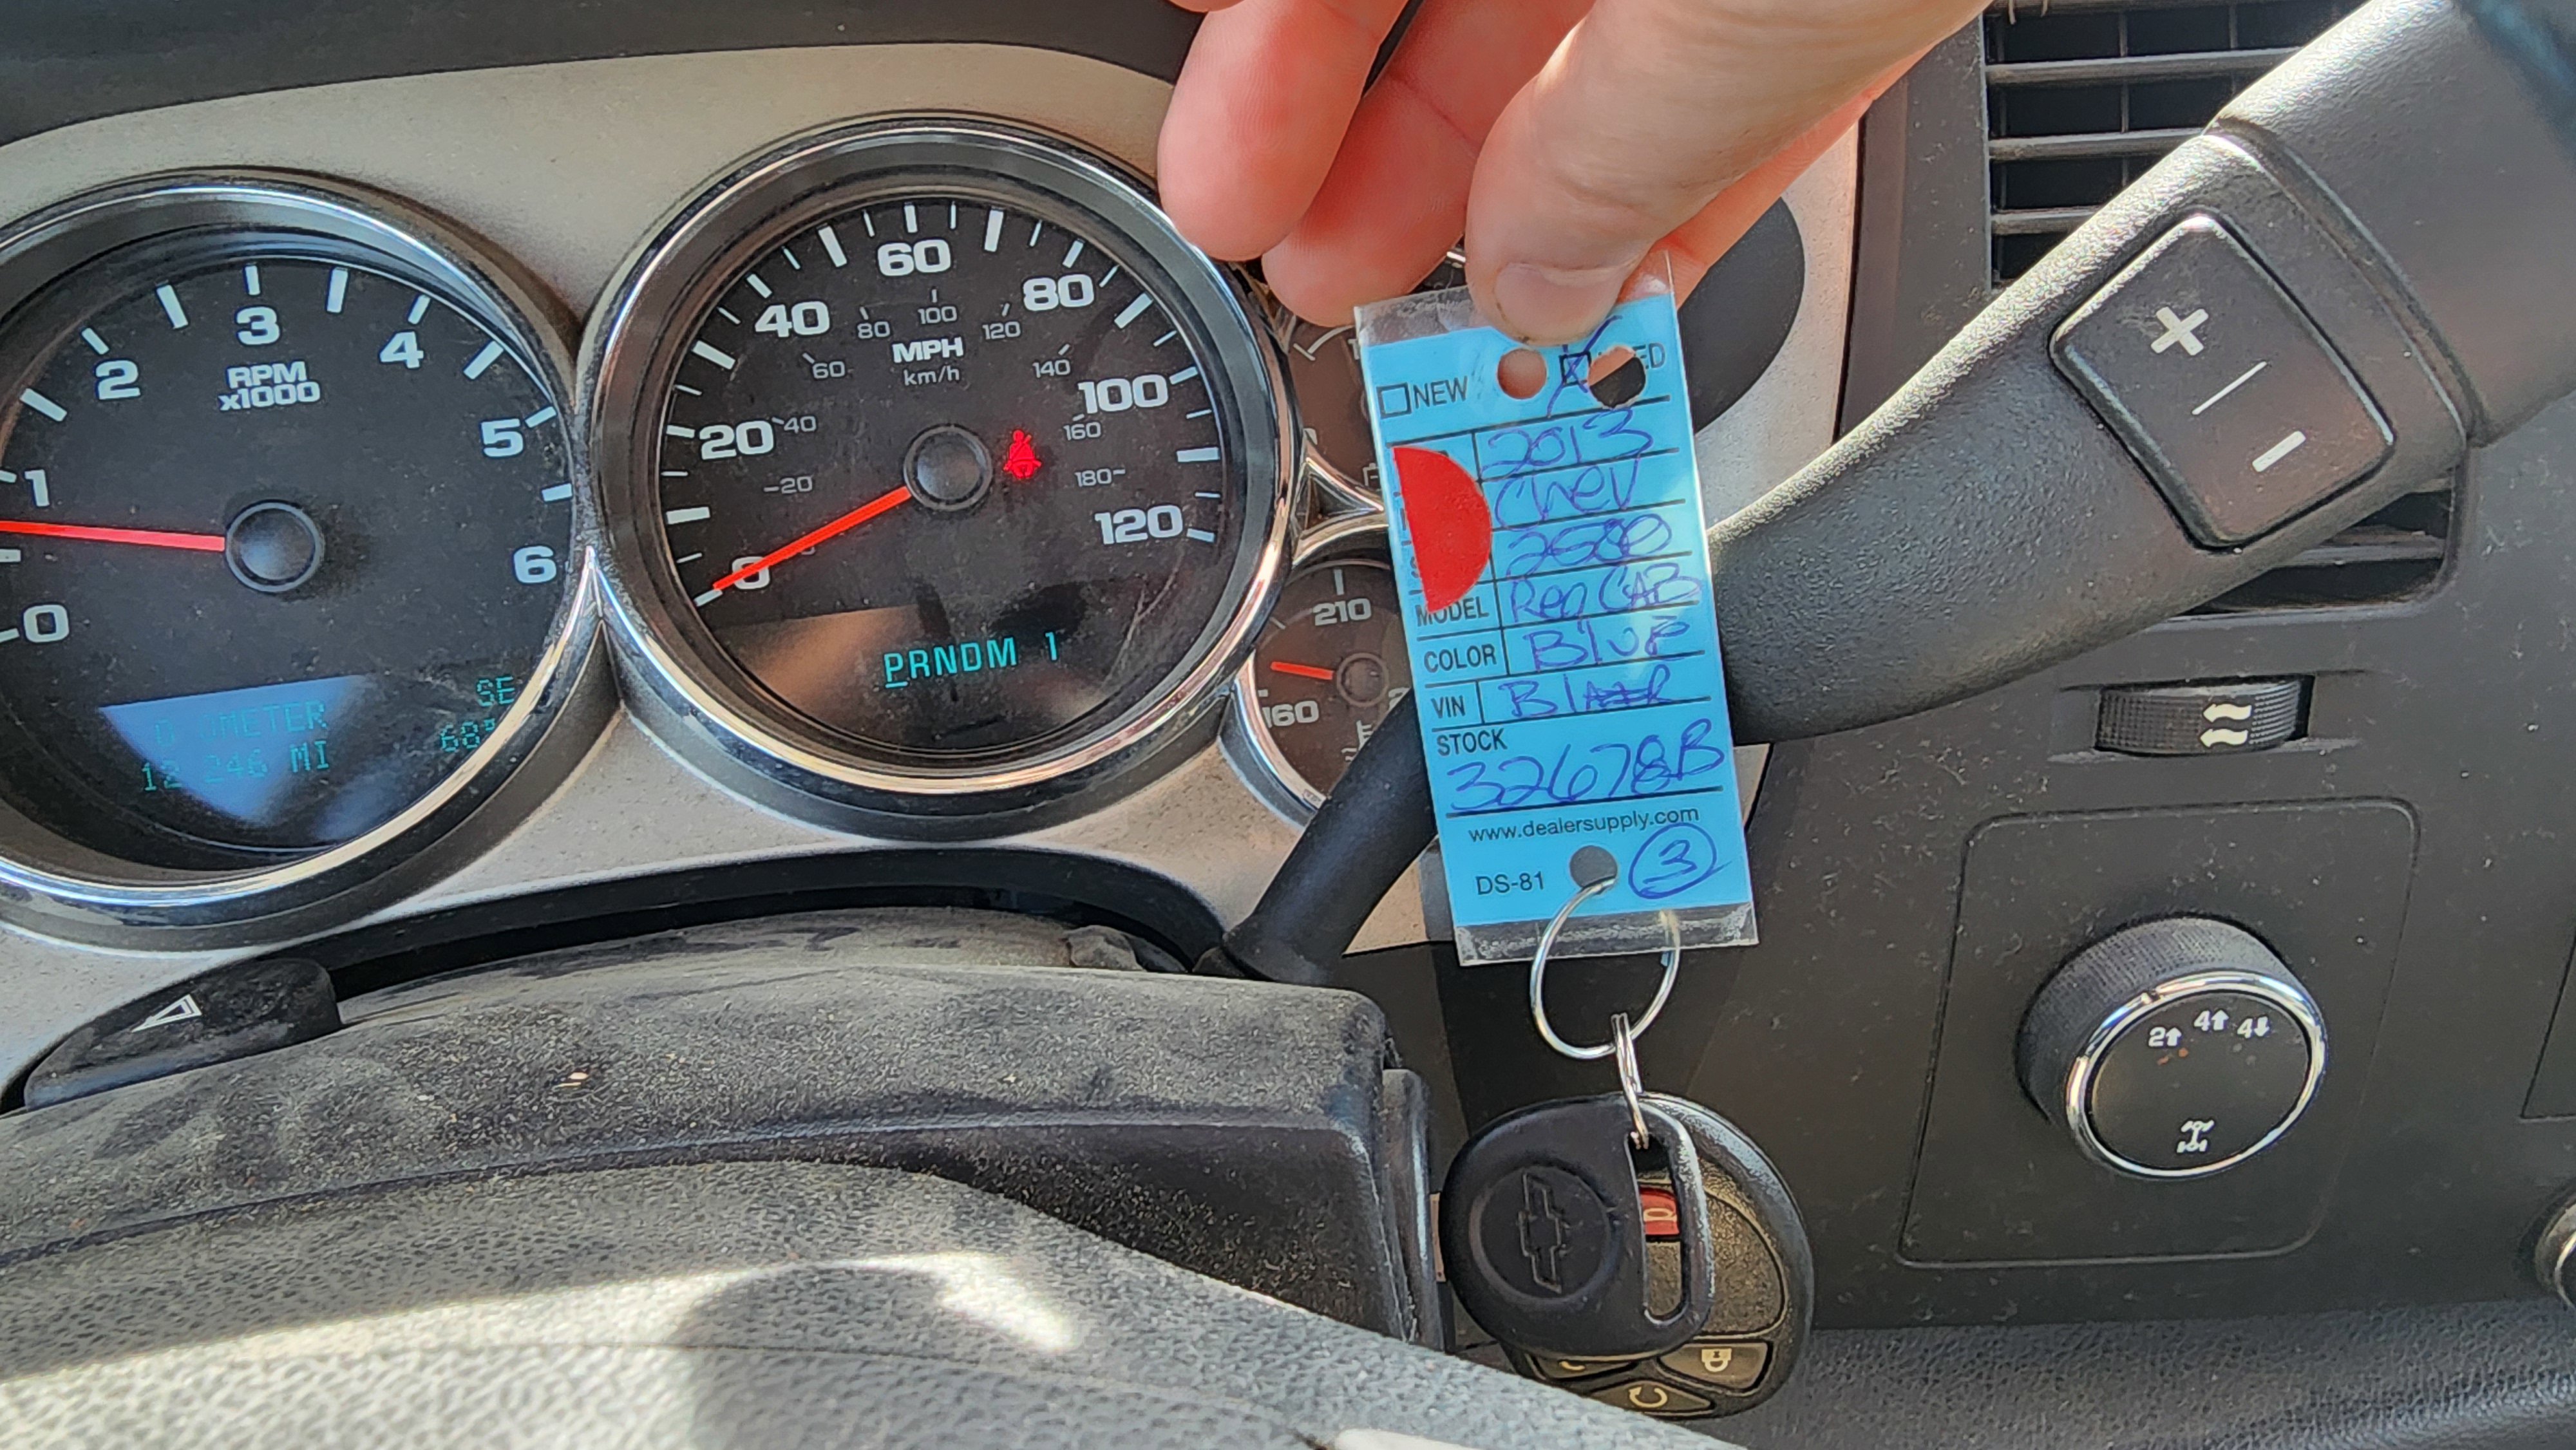 0
1
2
3
4
5
6
RPM
x1000
SE
68°
METER
246 MI
0
20
40
60
80
100
120
20
40
60
80
100
120
140
160
180
MPH
km/h
PRNDM 1
210
160
NEW
2013
Chev
2500
MODEL Reg CAB
COLOR Blue
VIN
STOCK
32678B
www.dealersupply.com
DS-81 3
+
−
2↑ 4↑ 4↓